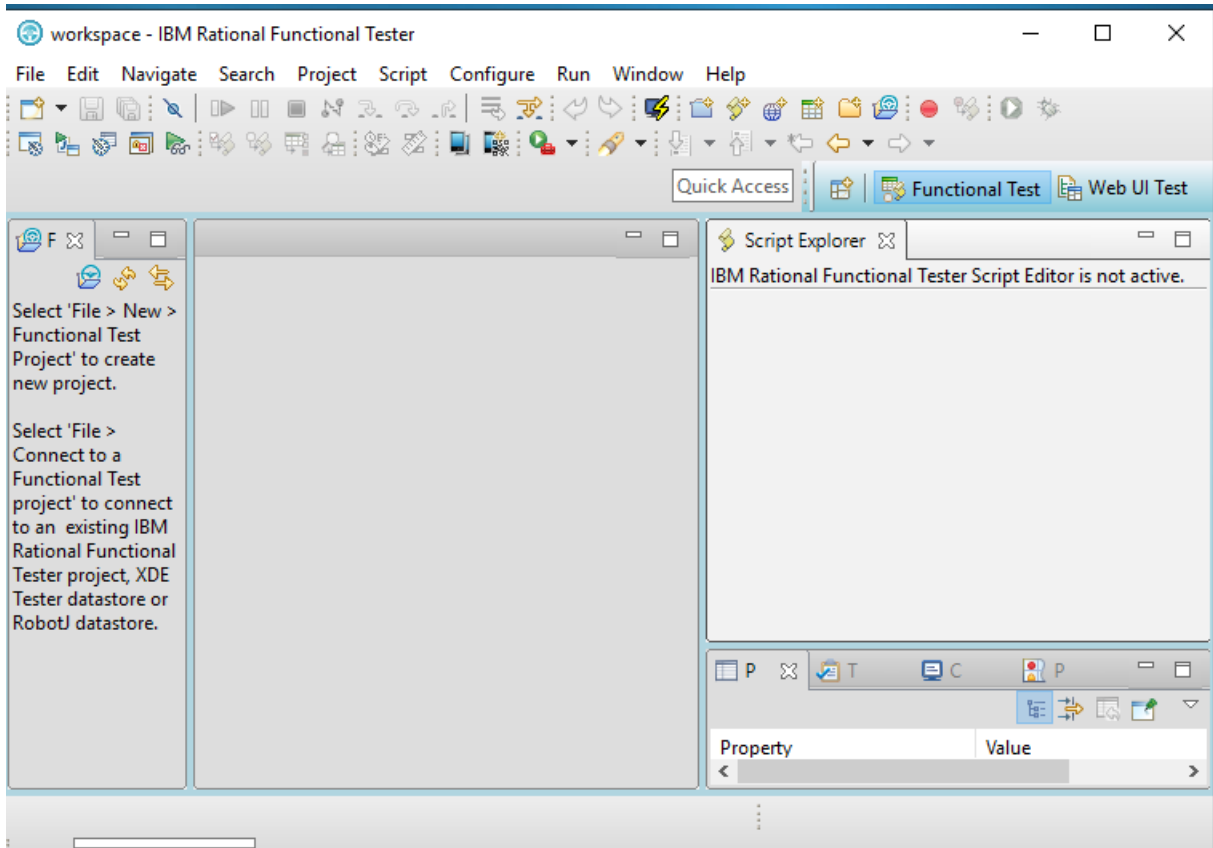 workspace - IBM Rational Functional Tester
File Edit Navigate Search Project Script Configure Run Window Help
Quick Access
Functional Test
Web UI Test
F
Select 'File > New >
Functional Test
Project' to create
new project.
Select 'File >
Connect to a
Functional Test
project' to connect
to an existing IBM
Rational Functional
Tester project, XDE
Tester datastore or
RobotJ datastore.
Script Explorer
IBM Rational Functional Tester Script Editor is not active.
P T C P
Property Value